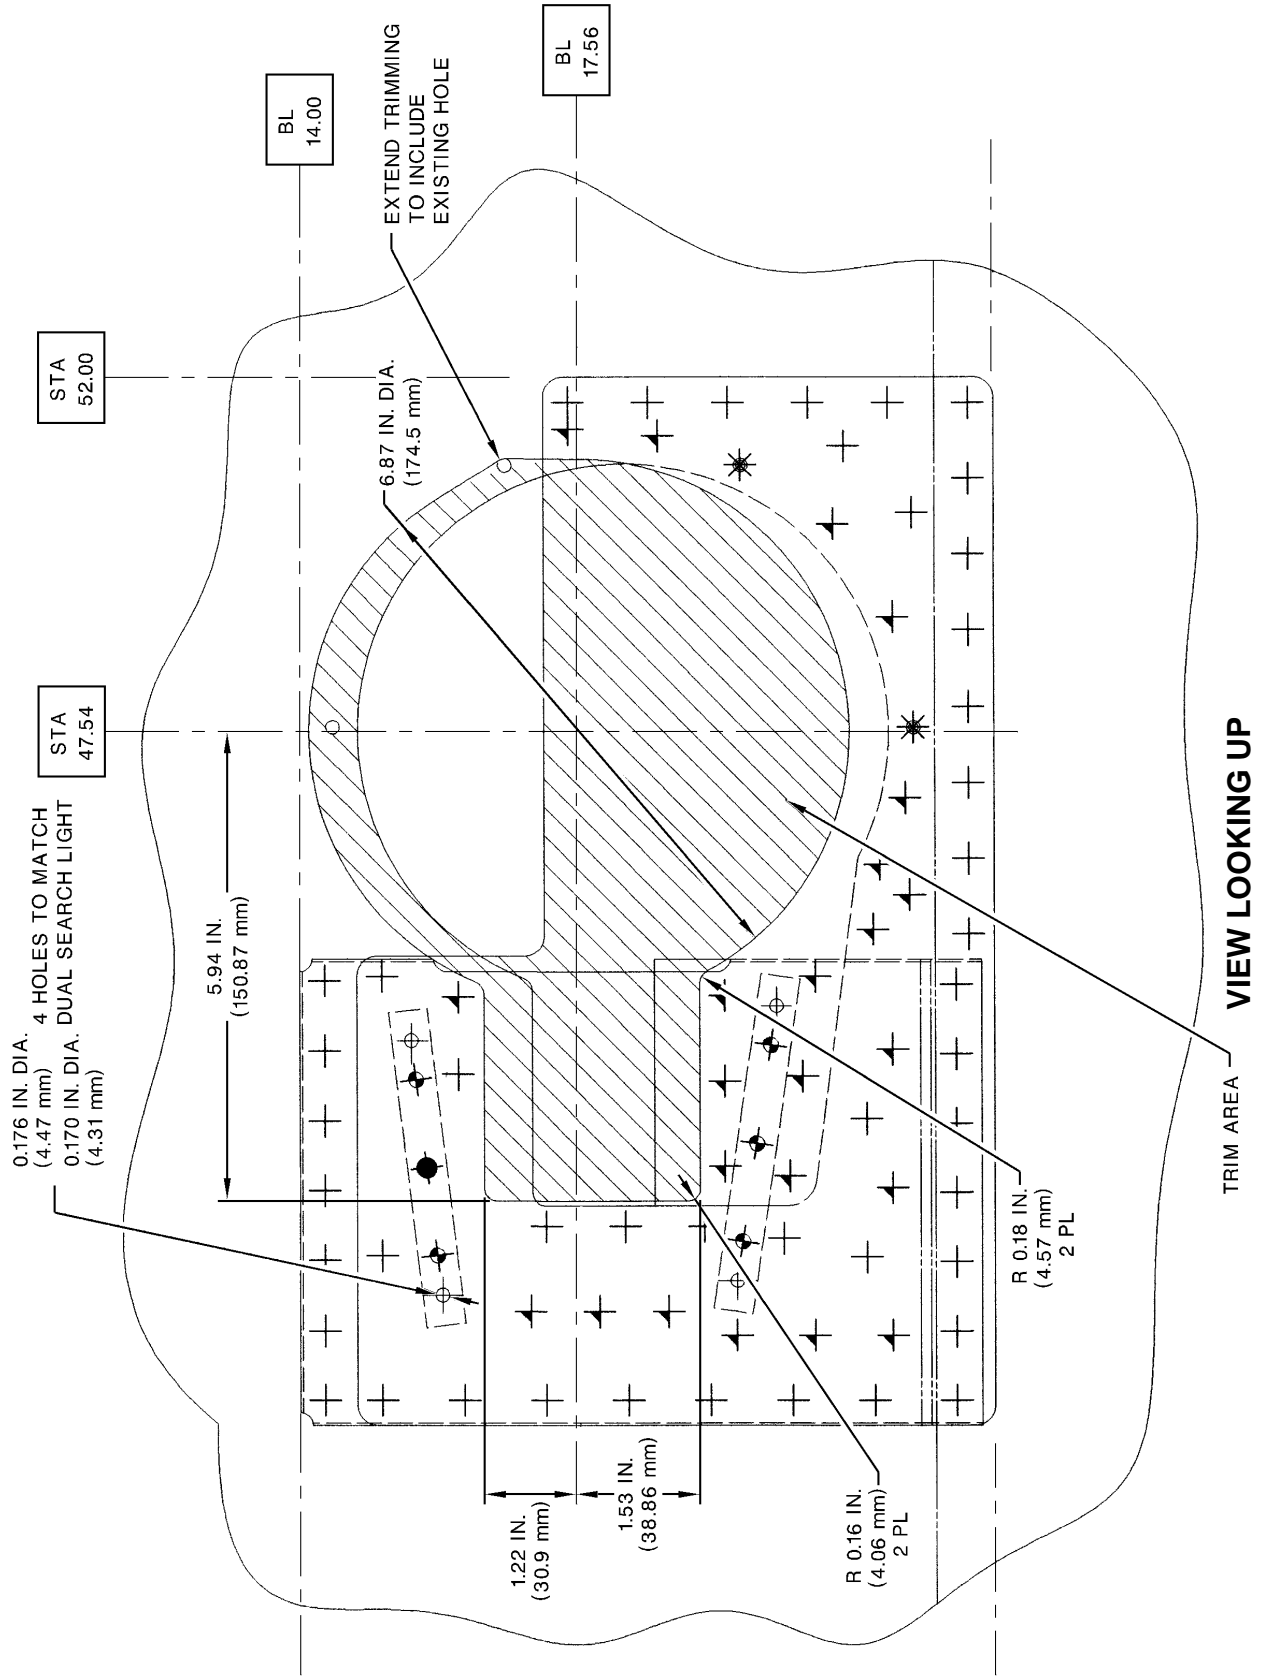 0.176 IN. DIA.
(4.47 mm)
0.170 IN. DIA.
(4.31 mm)
4 HOLES TO MATCH
DUAL SEARCH LIGHT
STA
47.54
STA
52.00
5.94 IN.
(150.87 mm)
BL
14.00
EXTEND TRIMMING
TO INCLUDE
EXISTING HOLE
6.87 IN. DIA.
(174.5 mm)
BL
17.56
1.22 IN.
(30.9 mm)
1.53 IN.
(38.86 mm)
R 0.16 IN.
(4.06 mm)
2 PL
R 0.18 IN.
(4.57 mm)
2 PL
TRIM AREA
VIEW LOOKING UP